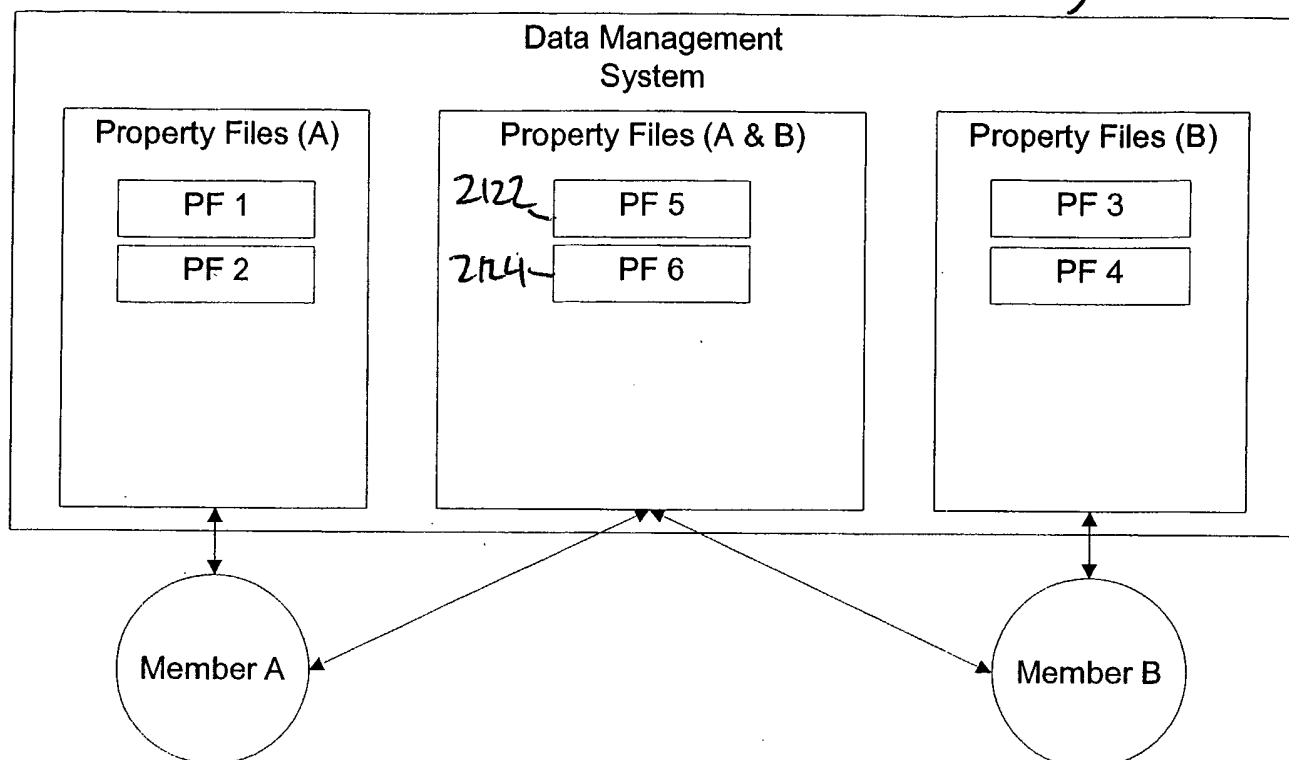 Data Management
System
Property Files (A)
PF 1
PF 2
Property Files (A & B)
2122 PF 5
2124 PF 6
Property Files (B)
PF 3
PF 4
Member A
Member B